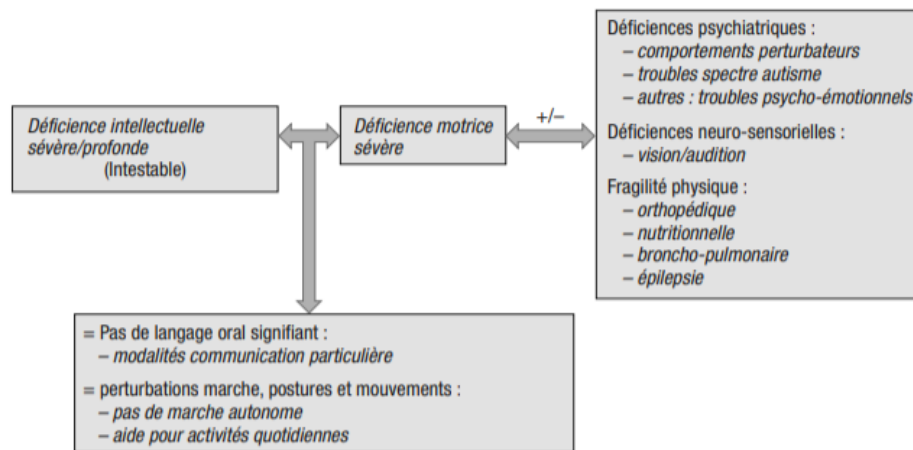 Déficience intellectuelle
sévère/profonde
(Intestable)
Déficience motrice
sévère
+/–
Déficiences psychiatriques :
– comportements perturbateurs
– troubles spectre autisme
– autres : troubles psycho-émotionnels
Déficiences neuro-sensorielles :
– vision/audition
Fragilité physique :
– orthopédique
– nutritionnelle
– broncho-pulmonaire
– épilepsie
= Pas de langage oral signifiant :
– modalités communication particulière
= perturbations marche, postures et mouvements :
– pas de marche autonome
– aide pour activités quotidiennes